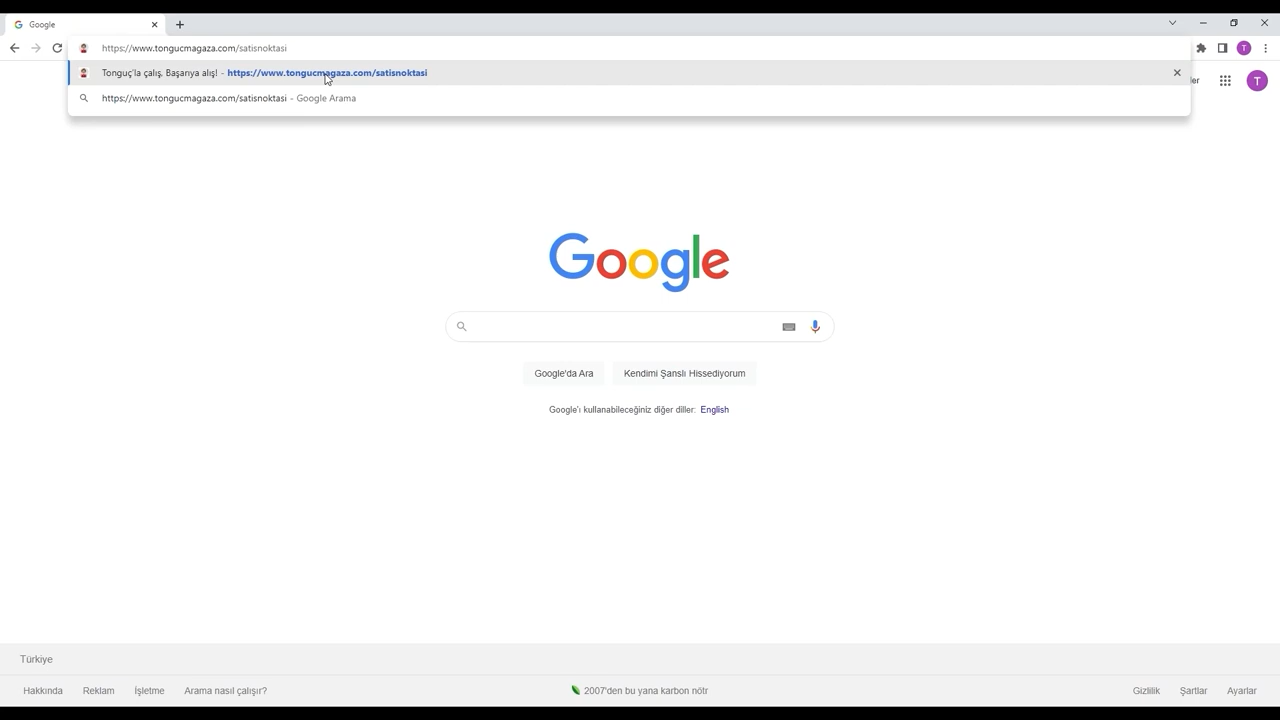 Google
https://www.tongucmagaza.com/satisnoktasi
T
Tonguç'la çalış, Başarıya alış! - https://www.tongucmagaza.com/satisnoktasi
https://www.tongucmagaza.com/satisnoktasi - Google Arama
ler
T
Google
Google'da Ara
Kendimi Şanslı Hissediyorum
Google'ı kullanabileceğiniz diğer diller: English
Türkiye
Hakkında Reklam İşletme Arama nasıl çalışır? 2007'den bu yana karbon nötr Gizlilik Şartlar Ayarlar